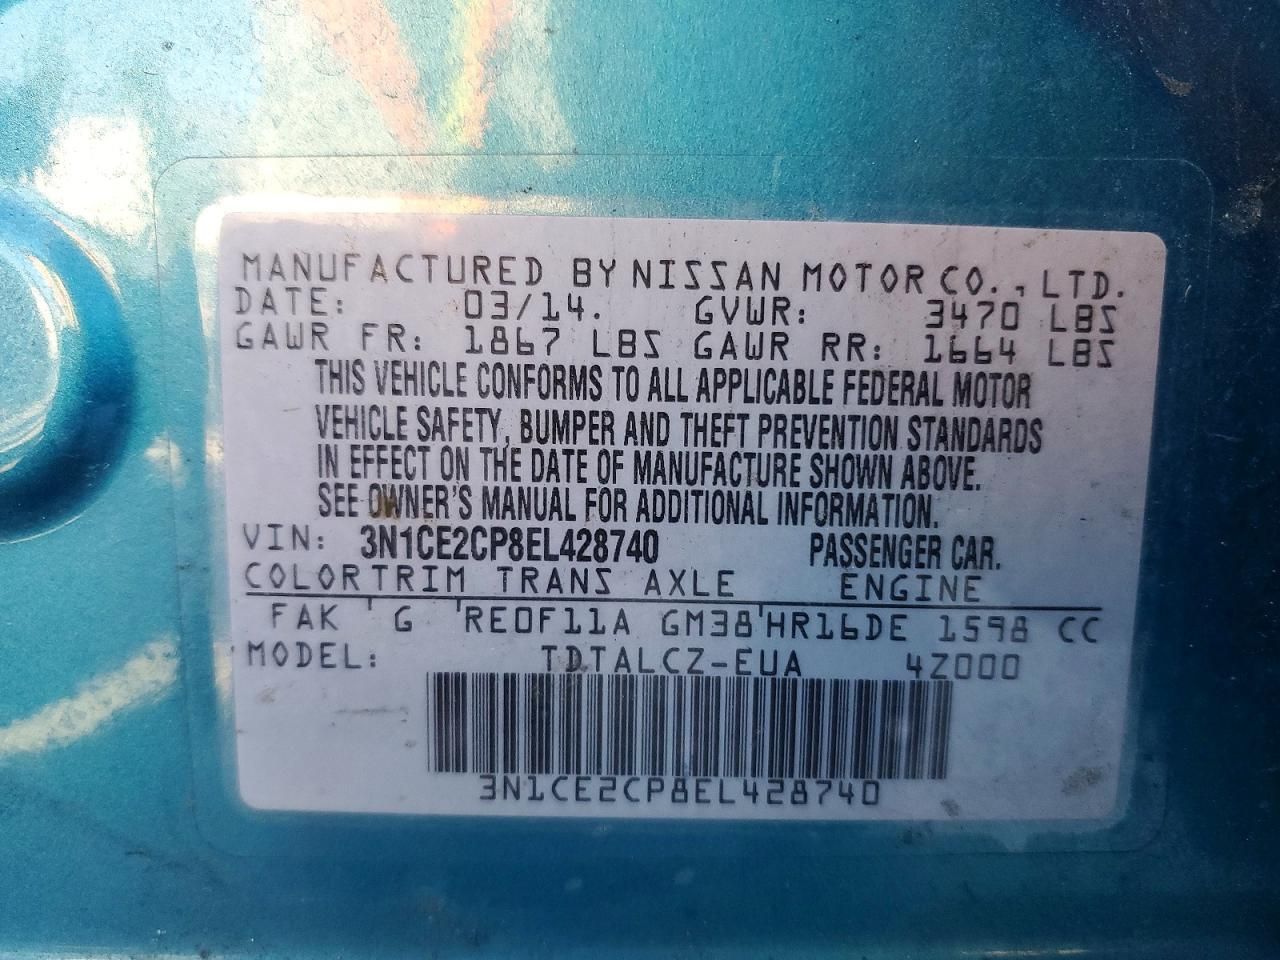 MANUFACTURED BY NISSAN MOTOR CO., LTD.
DATE: 03/14. GVWR: 3470 LBS
GAWR FR: 1867 LBS GAWR RR: 1664 LBS
THIS VEHICLE CONFORMS TO ALL APPLICABLE FEDERAL MOTOR
VEHICLE SAFETY, BUMPER AND THEFT PREVENTION STANDARDS
IN EFFECT ON THE DATE OF MANUFACTURE SHOWN ABOVE.
SEE OWNER'S MANUAL FOR ADDITIONAL INFORMATION.
VIN: 3N1CE2CP8EL428740 PASSENGER CAR.
COLOR TRIM TRANS AXLE ENGINE
FAK ' G 'RE0F11A GM38'HR16DE 1598 CC
MODEL: TDTALCZ-EUA 4Z000
3N1CE2CP8EL428740